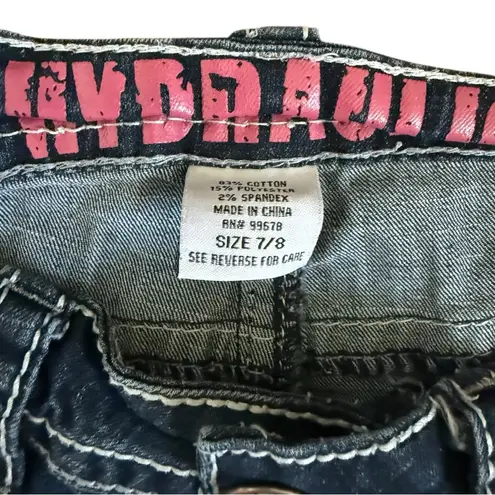 HYDRAULIC
83% COTTON
15% POLYESTER
2% SPANDEX
MADE IN CHINA
RN# 99678
SIZE 7/8
SEE REVERSE FOR CARE